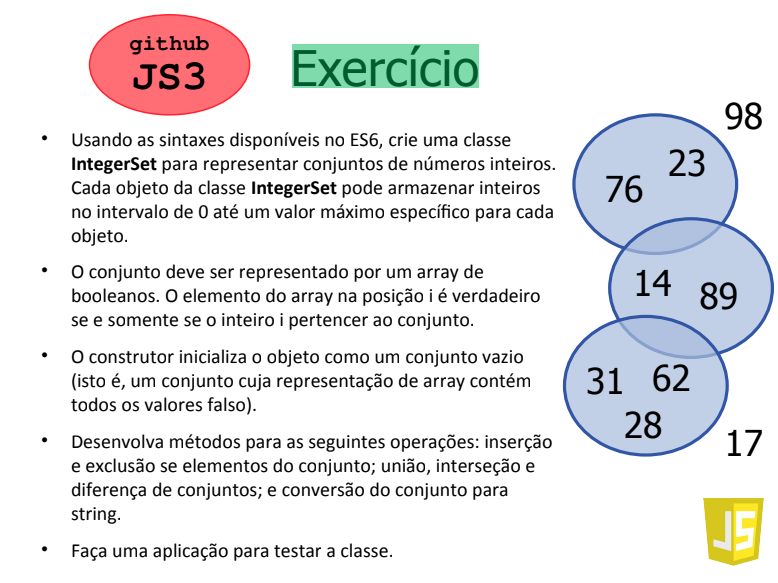 github
JS3
Exercício
• Usando as sintaxes disponíveis no ES6, crie uma classe
IntegerSet para representar conjuntos de números inteiros.
Cada objeto da classe IntegerSet pode armazenar inteiros
no intervalo de 0 até um valor máximo específico para cada
objeto.
• O conjunto deve ser representado por um array de
booleanos. O elemento do array na posição i é verdadeiro
se e somente se o inteiro i pertencer ao conjunto.
• O construtor inicializa o objeto como um conjunto vazio
(isto é, um conjunto cuja representação de array contém
todos os valores falso).
• Desenvolva métodos para as seguintes operações: inserção
e exclusão se elementos do conjunto; união, interseção e
diferença de conjuntos; e conversão do conjunto para
string.
• Faça uma aplicação para testar a classe.
98
23
76
14
89
31 62
28
17
JS